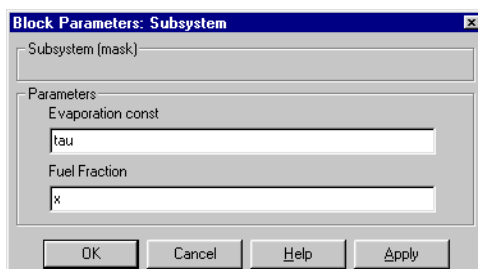 Block Parameters: Subsystem
Subsystem (mask)
Parameters
Evaporation const
tau
Fuel Fraction
x
OK Cancel Help Apply